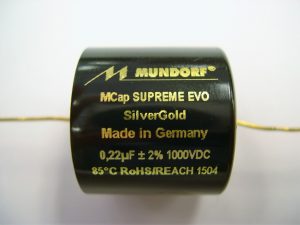 MUNDORF®
MCap SUPREME EVO
SilverGold
Made in Germany
0,22µF ± 2% 1000VDC
85°C RoHS/REACH 1504